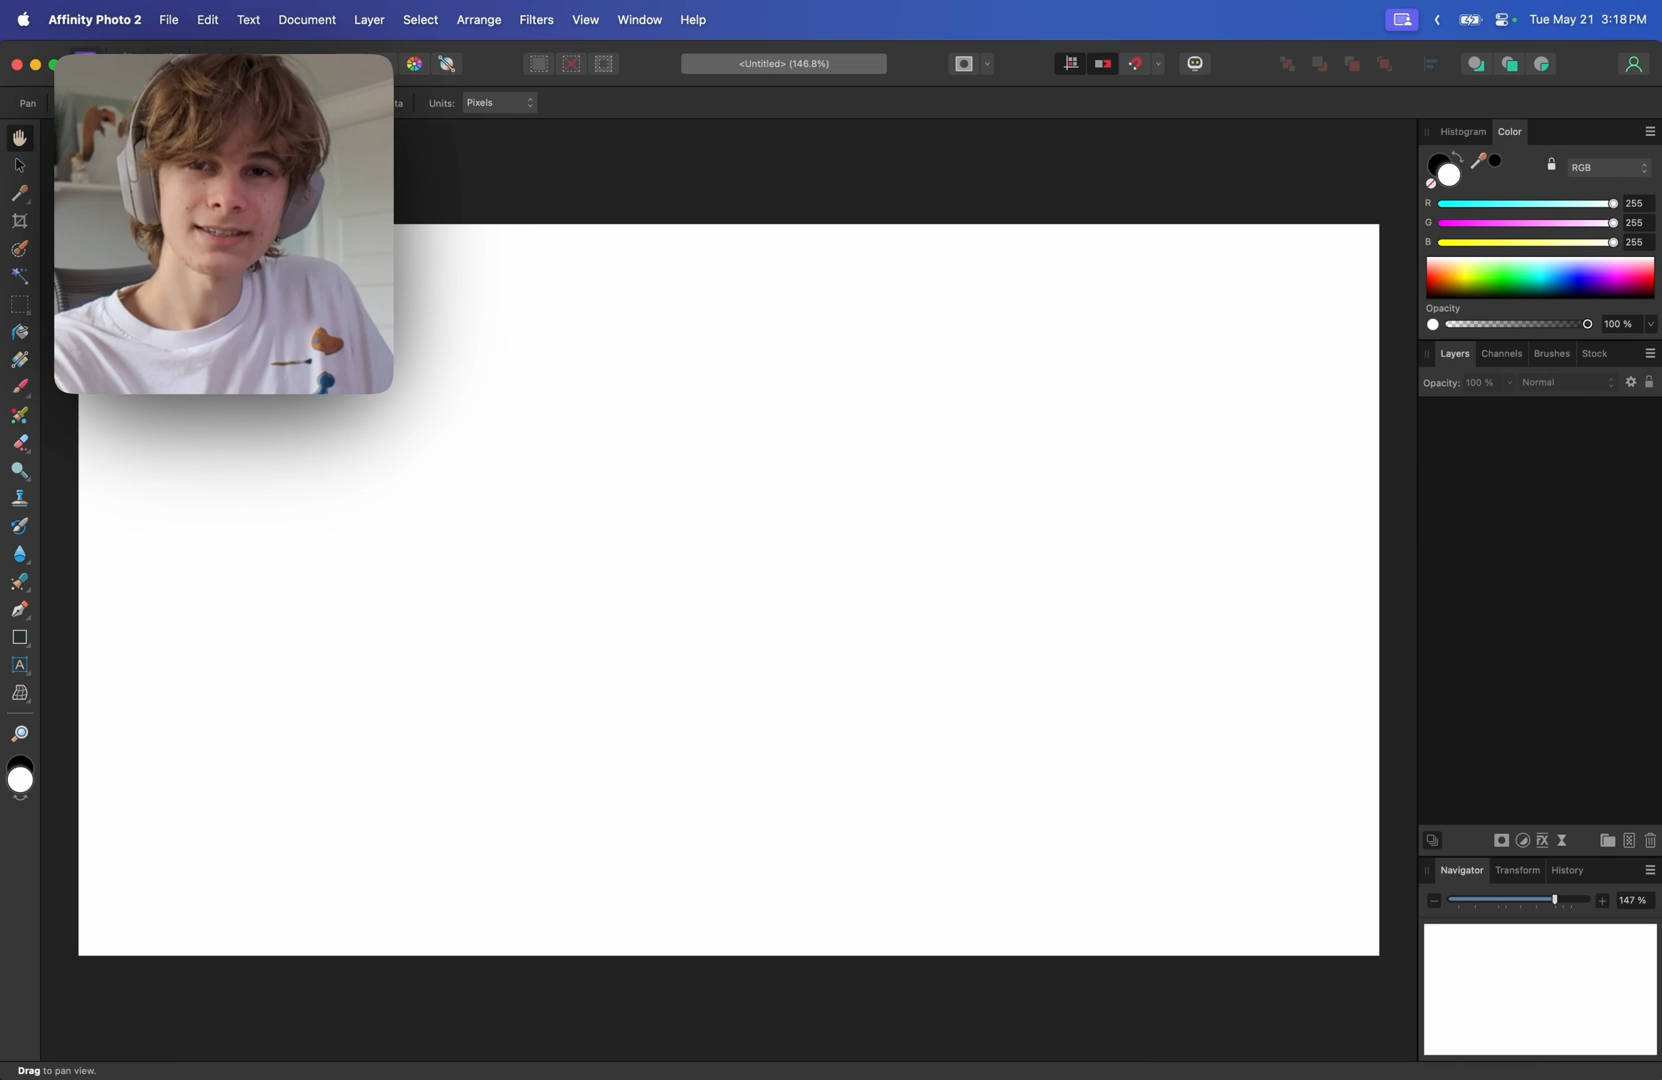 Affinity Photo 2 File Edit Text Document Layer Select Arrange Filters View Window Help Tue May 21 3:18 PM
<Untitled> (146.8%)
Pan ta Units: Pixels
Histogram Color
RGB
R 255
G 255
B 255
Opacity
100 %
Layers Channels Brushes Stock
Opacity: 100 % Normal
A
FX
Navigator Transform History
147 %
Drag to pan view.